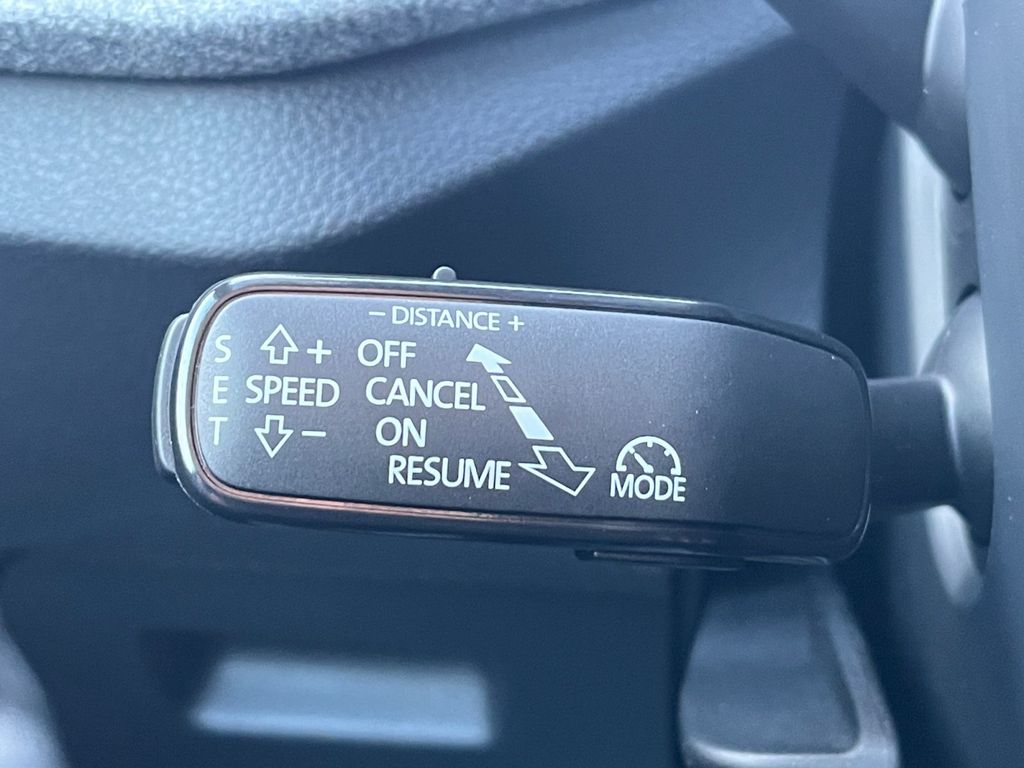 − DISTANCE +
S + OFF
E SPEED CANCEL
T − ON
RESUME
MODE